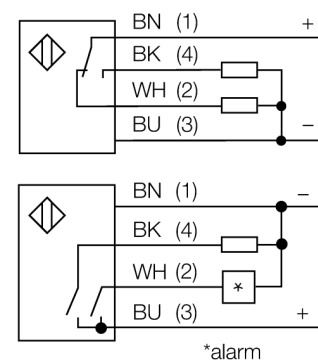 BN (1) +
BK (4)
WH (2)
BU (3) −
BN (1) −
BK (4)
WH (2) *
BU (3) +
*alarm